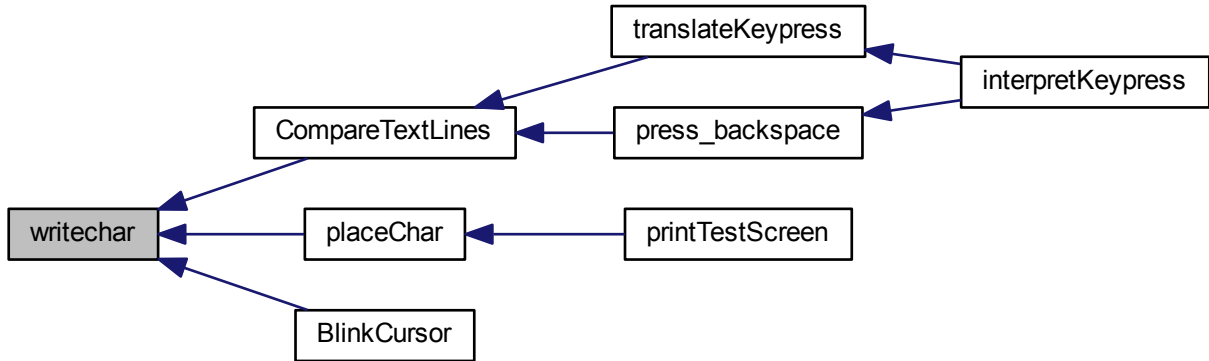 translateKeypress
interpretKeypress
CompareTextLines
press_backspace
writechar
placeChar
printTestScreen
BlinkCursor